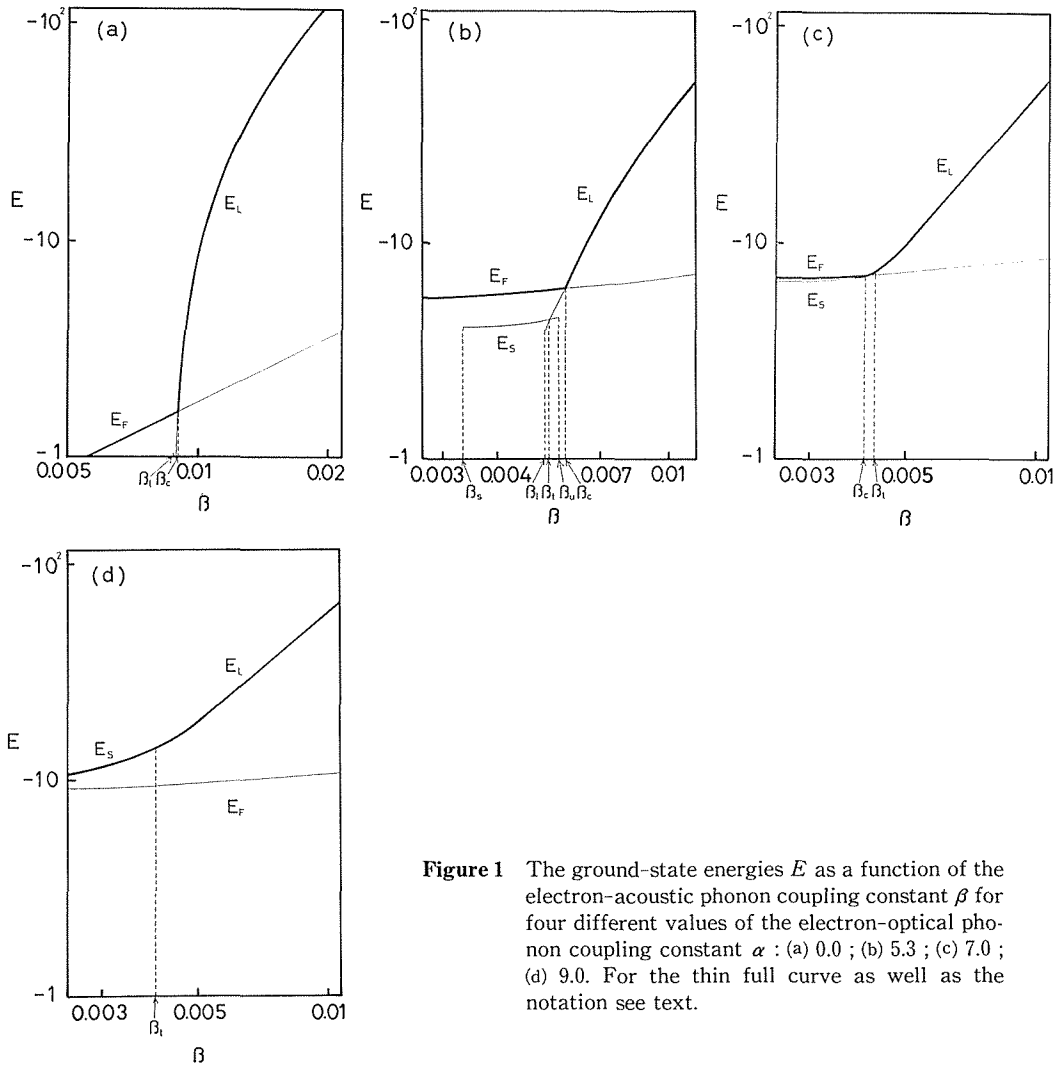 (a)
-10²
E
-10
-1
E_L
E_F
0.005
0.01
0.02
β_i β_c
β
(b)
-10²
E
-10
-1
E_L
E_F
E_S
0.003
0.004
0.007
0.01
β_s
β_i β_t β_u β_c
β
(c)
-10²
E
-10
-1
E_L
E_F
E_S
0.003
0.005
0.01
β_c β_t
β
(d)
-10²
E
-10
-1
E_L
E_S
E_F
0.003
0.005
0.01
β_t
β
Figure 1 The ground-state energies E as a function of the
electron-acoustic phonon coupling constant β for
four different values of the electron-optical pho-
non coupling constant α : (a) 0.0 ; (b) 5.3 ; (c) 7.0 ;
(d) 9.0. For the thin full curve as well as the
notation see text.